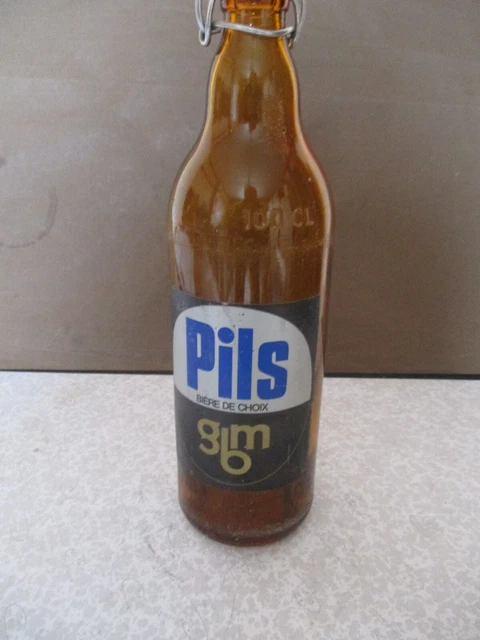 100 CL
Pils
BIÈRE DE CHOIX
gbm